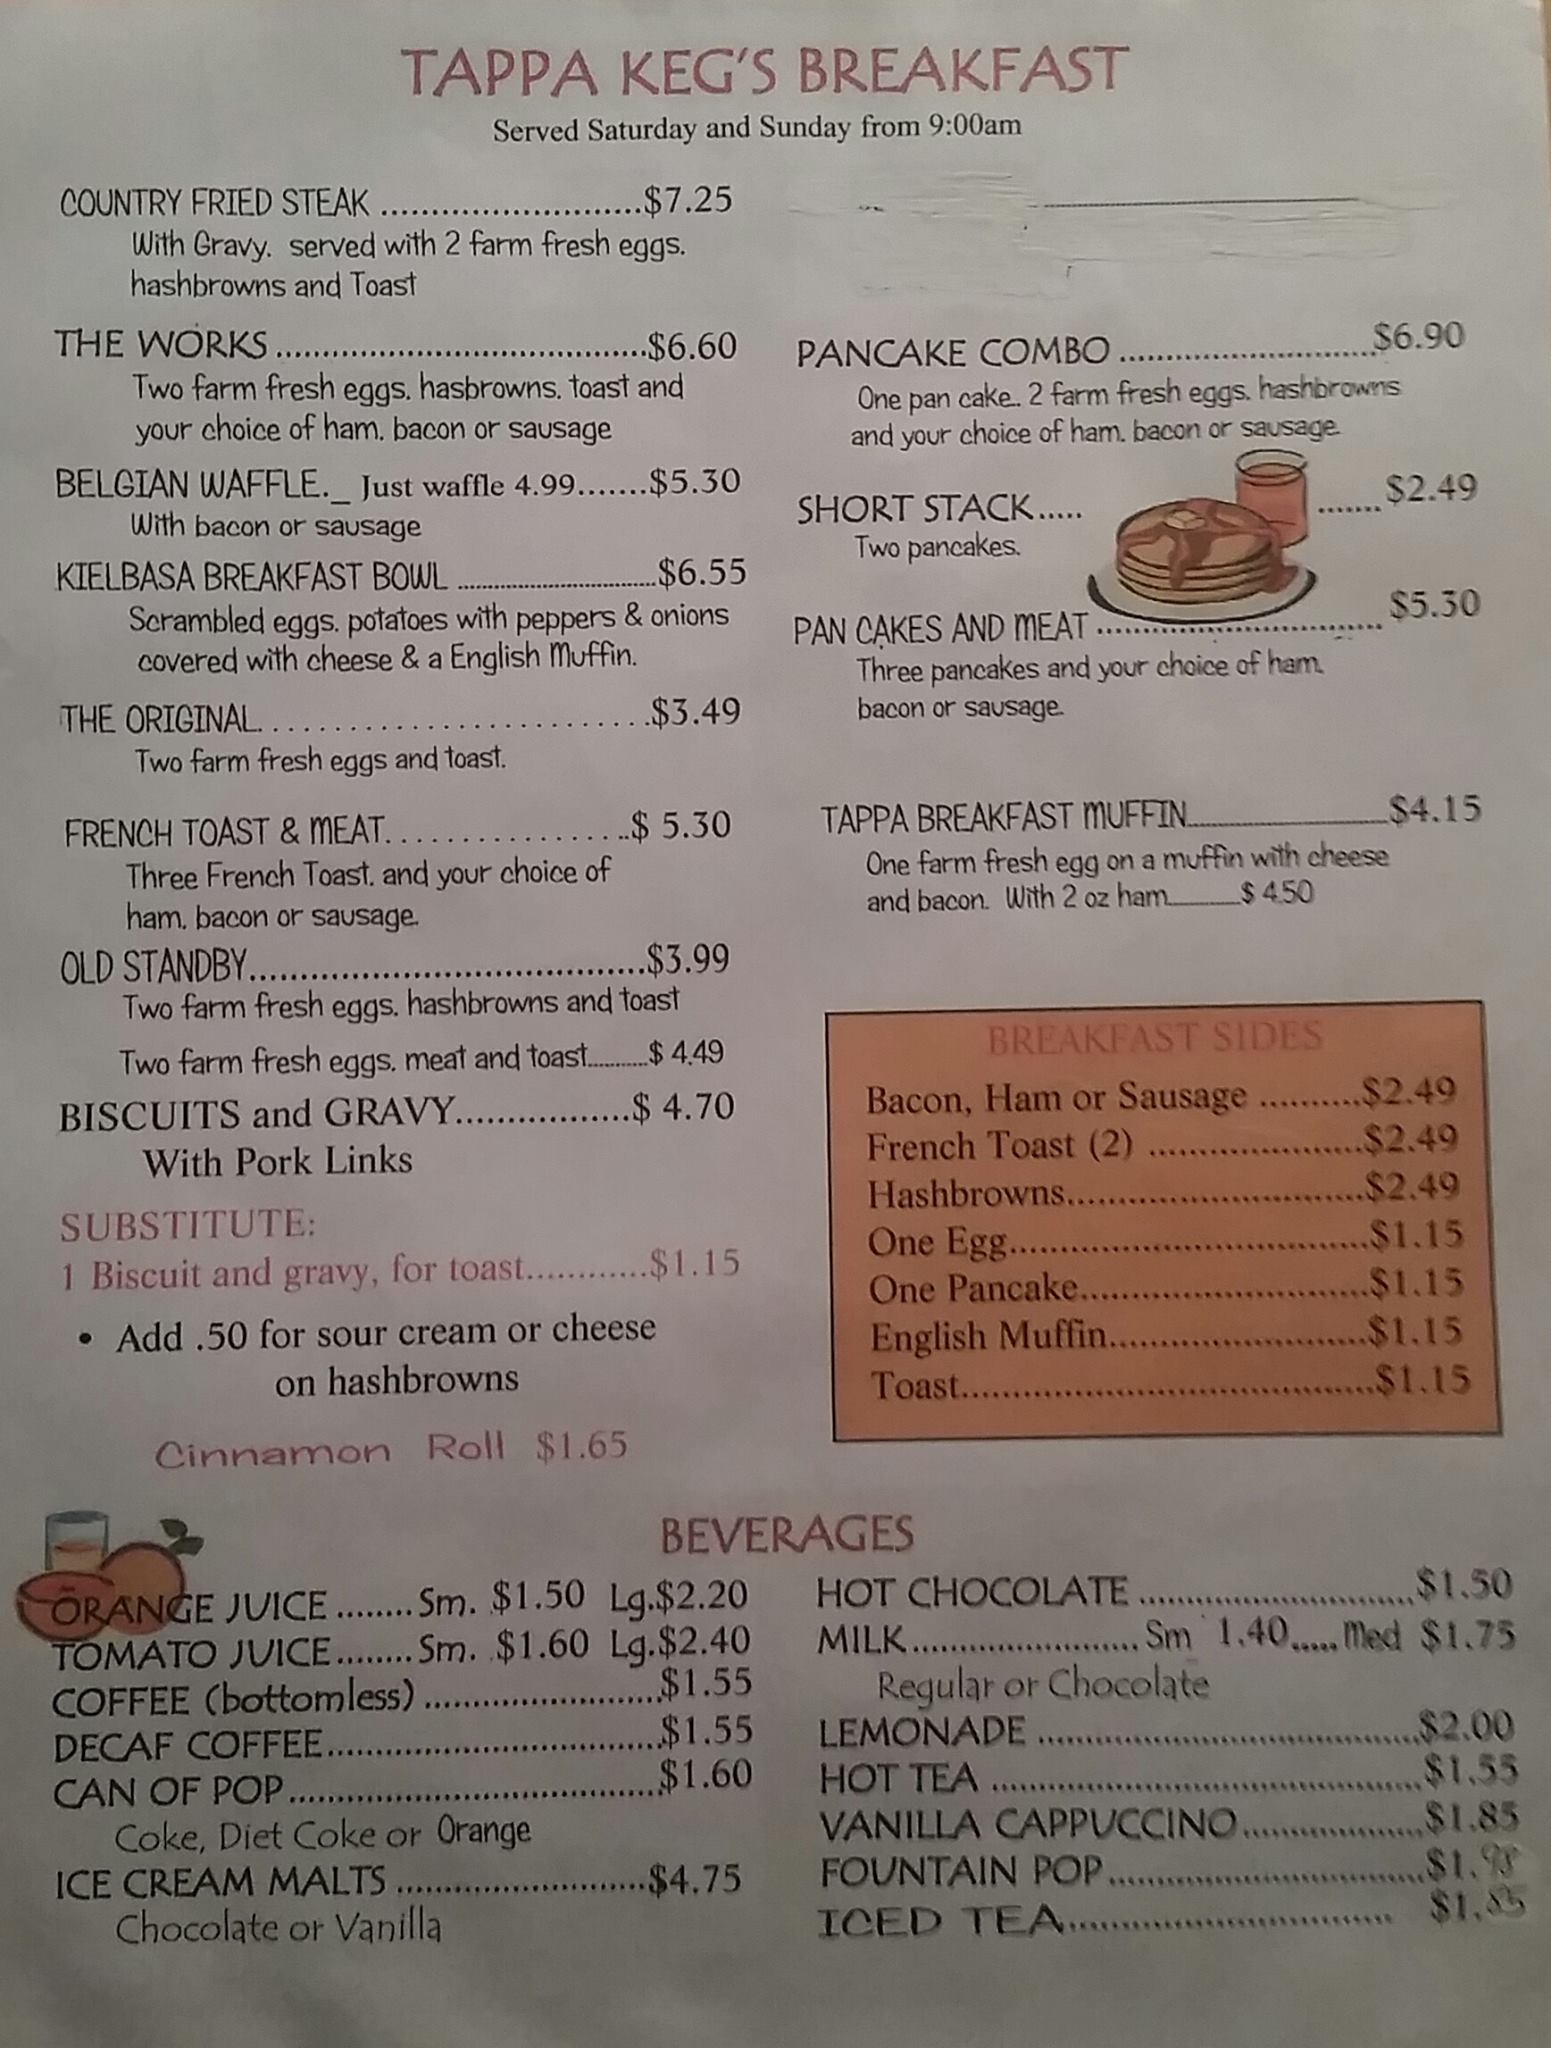 TAPPA KEG'S BREAKFAST
Served Saturday and Sunday from 9:00am
COUNTRY FRIED STEAK ..........................$7.25
With Gravy. served with 2 farm fresh eggs.
hashbrowns and Toast
THE WORKS.....................................$6.60
Two farm fresh eggs. hasbrowns. toast and
your choice of ham. bacon or sausage
BELGIAN WAFFLE._ Just waffle 4.99.......$5.30
With bacon or sausage
KIELBASA BREAKFAST BOWL ................................$6.55
Scrambled eggs. potatoes with peppers & onions
covered with cheese & a English Muffin.
THE ORIGINAL. . . . . . . . . . . . . . . . . . . . . . . .$3.49
Two farm fresh eggs and toast.
FRENCH TOAST & MEAT. . . . . . . . . . . . . . . ..$ 5.30
Three French Toast. and your choice of
ham. bacon or sausage.
OLD STANDBY.......................................$3.99
Two farm fresh eggs. hashbrowns and toast
Two farm fresh eggs. meat and toast..........$ 4.49
BISCUITS and GRAVY.................$ 4.70
With Pork Links
SUBSTITUTE:
1 Biscuit and gravy, for toast............$1.15
• Add .50 for sour cream or cheese
on hashbrowns
Cinnamon Roll $1.65
PANCAKE COMBO ............................$6.90
One pan cake.. 2 farm fresh eggs. hashbrowns
and your choice of ham. bacon or sausage.
SHORT STACK..... .......$2.49
Two pancakes.
PAN CAKES AND MEAT ..............................$5.30
Three pancakes and your choice of ham.
bacon or sausage.
TAPPA BREAKFAST MUFFIN................................$4.15
One farm fresh egg on a muffin with cheese
and bacon. With 2 oz ham............$ 4.50
BREAKFAST SIDES
Bacon, Ham or Sausage ..........$2.49
French Toast (2) .....................$2.49
Hashbrowns.............................$2.49
One Egg...................................$1.15
One Pancake............................$1.15
English Muffin.........................$1.15
Toast........................................$1.15
BEVERAGES
ORANGE JUICE ........Sm. $1.50 Lg.$2.20
TOMATO JUICE........Sm. $1.60 Lg.$2.40
COFFEE (bottomless) .......................$1.55
DECAF COFFEE.................................$1.55
CAN OF POP.....................................$1.60
Coke, Diet Coke or Orange
ICE CREAM MALTS .........................$4.75
Chocolate or Vanilla
HOT CHOCOLATE ............................$1.50
MILK....................... Sm 1.40..... Med $1.75
Regular or Chocolate
LEMONADE ......................................$2.00
HOT TEA ...........................................$1.55
VANILLA CAPPUCCINO..................$1.85
FOUNTAIN POP...............................$1.98
ICED TEA................................ $1.85